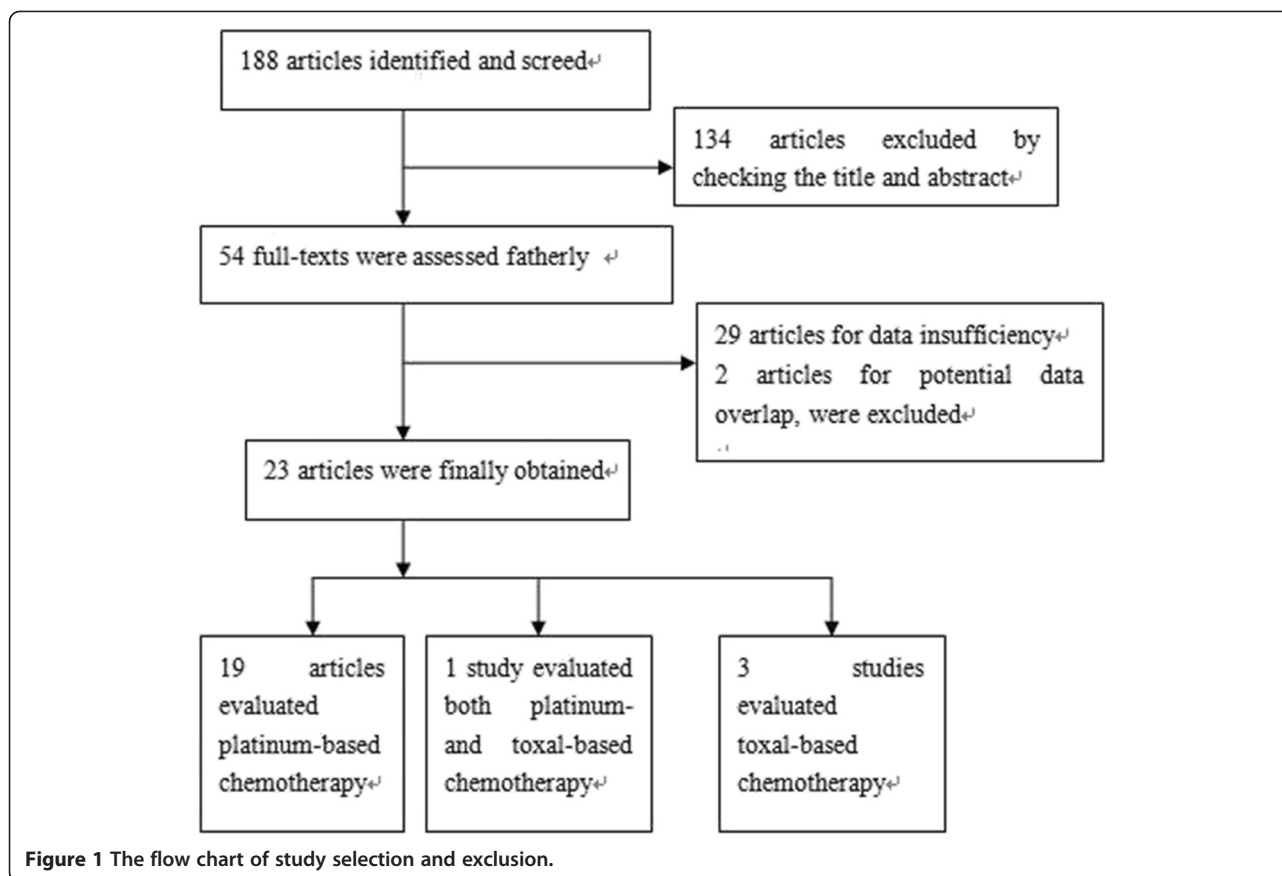 188 articles identified and screed↵
134 articles excluded by
checking the title and abstract↵
54 full-texts were assessed fatherly ↵
29 articles for data insufficiency↵
2 articles for potential data
overlap, were excluded↵
.↵
23 articles were finally obtained↵
19 articles
evaluated
platinum-based
chemotherapy↵
1 study evaluated
both platinum-
and toxal-based
chemotherapy↵
3 studies
evaluated
toxal-based
chemotherapy↵
Figure 1 The flow chart of study selection and exclusion.